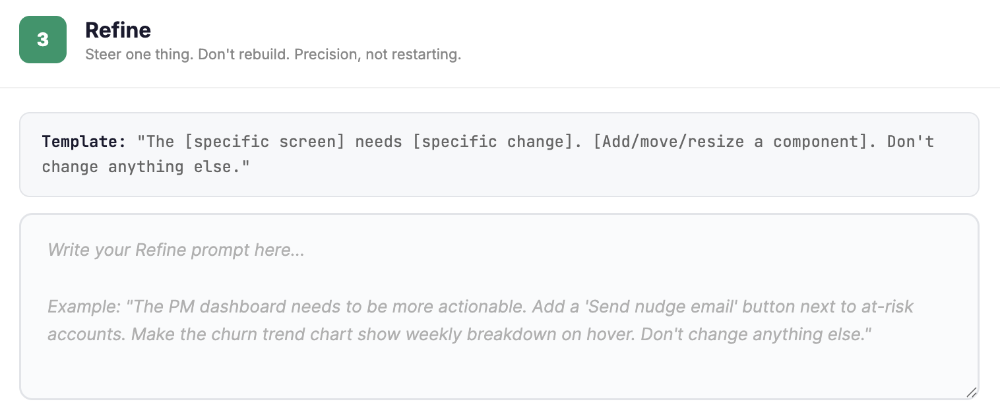 3
Refine
Steer one thing. Don't rebuild. Precision, not restarting.
Template: "The [specific screen] needs [specific change]. [Add/move/resize a component]. Don't
change anything else."
Write your Refine prompt here...
Example: "The PM dashboard needs to be more actionable. Add a 'Send nudge email' button next to at-risk
accounts. Make the churn trend chart show weekly breakdown on hover. Don't change anything else."